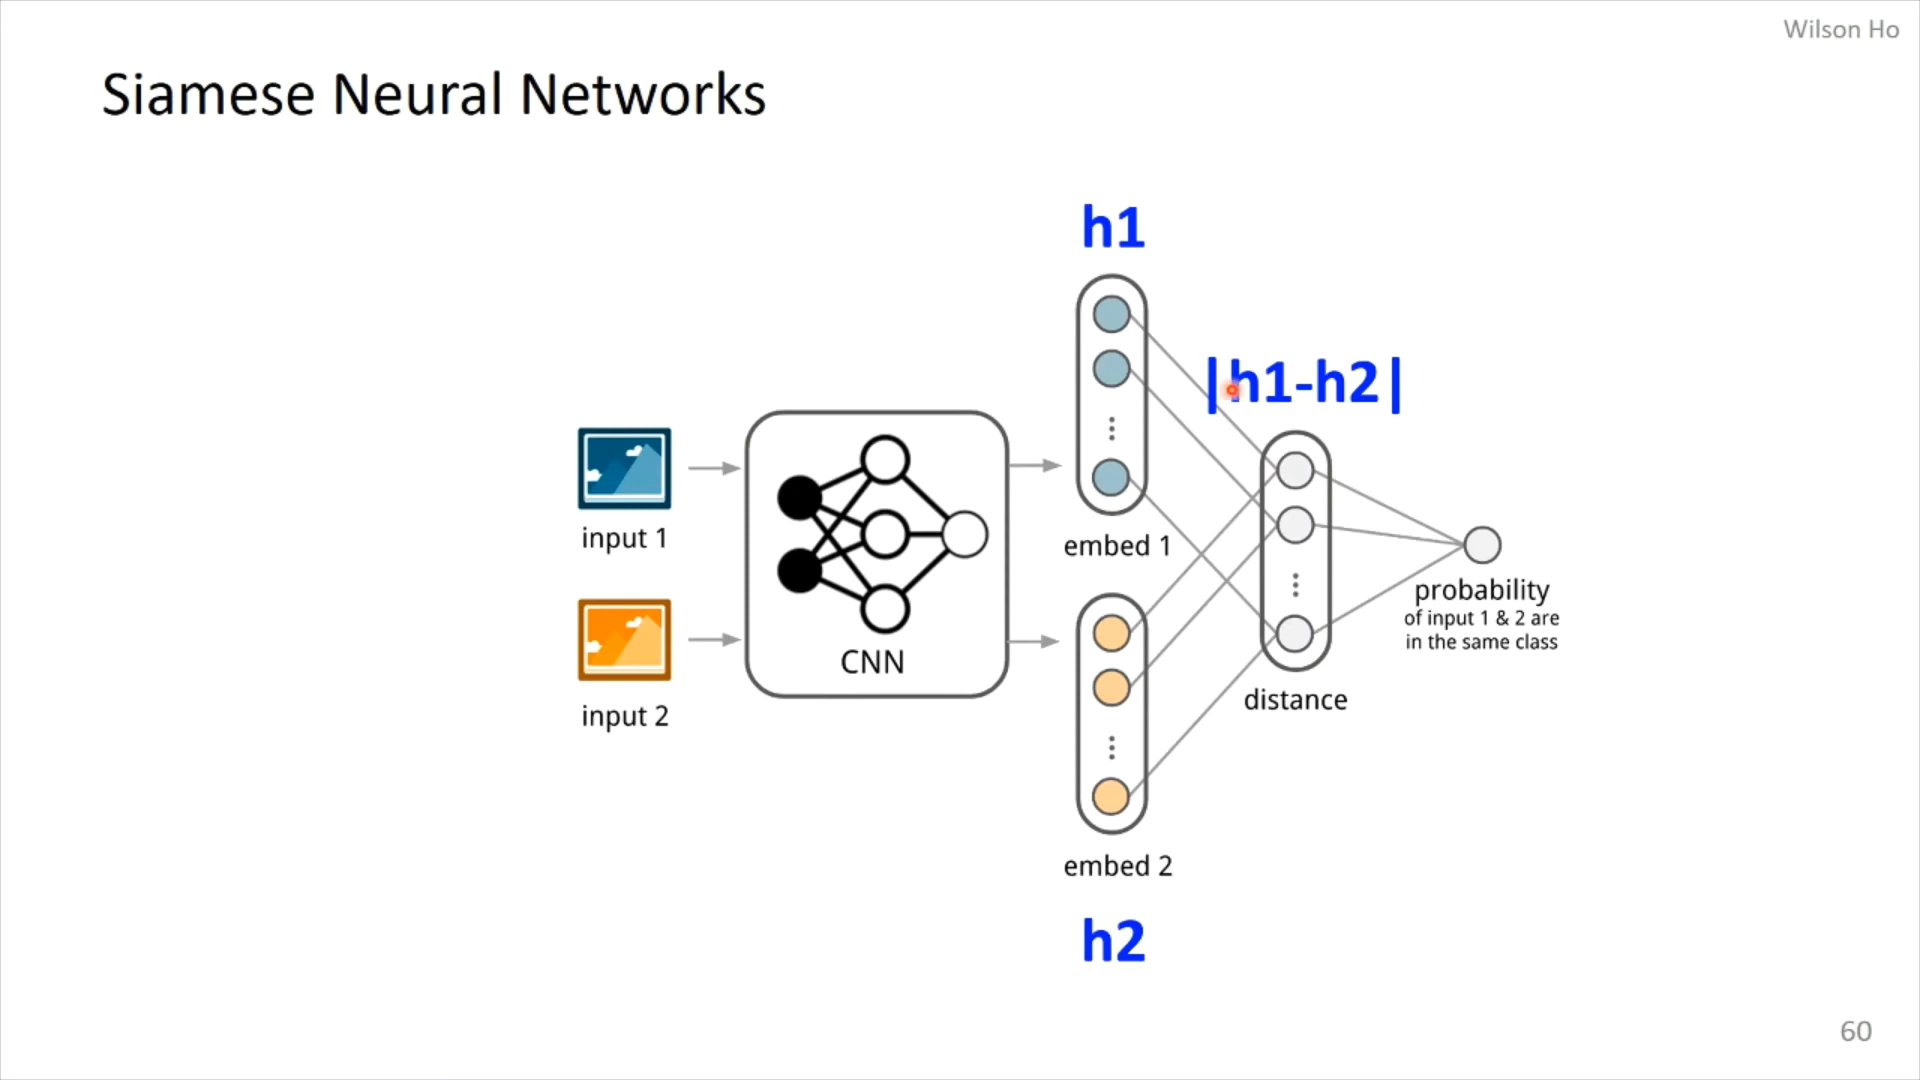 Wilson Ho
Siamese Neural Networks
h1
|h1-h2|
input 1
embed 1
CNN
input 2
probability
of input 1 & 2 are
in the same class
distance
embed 2
h2
60